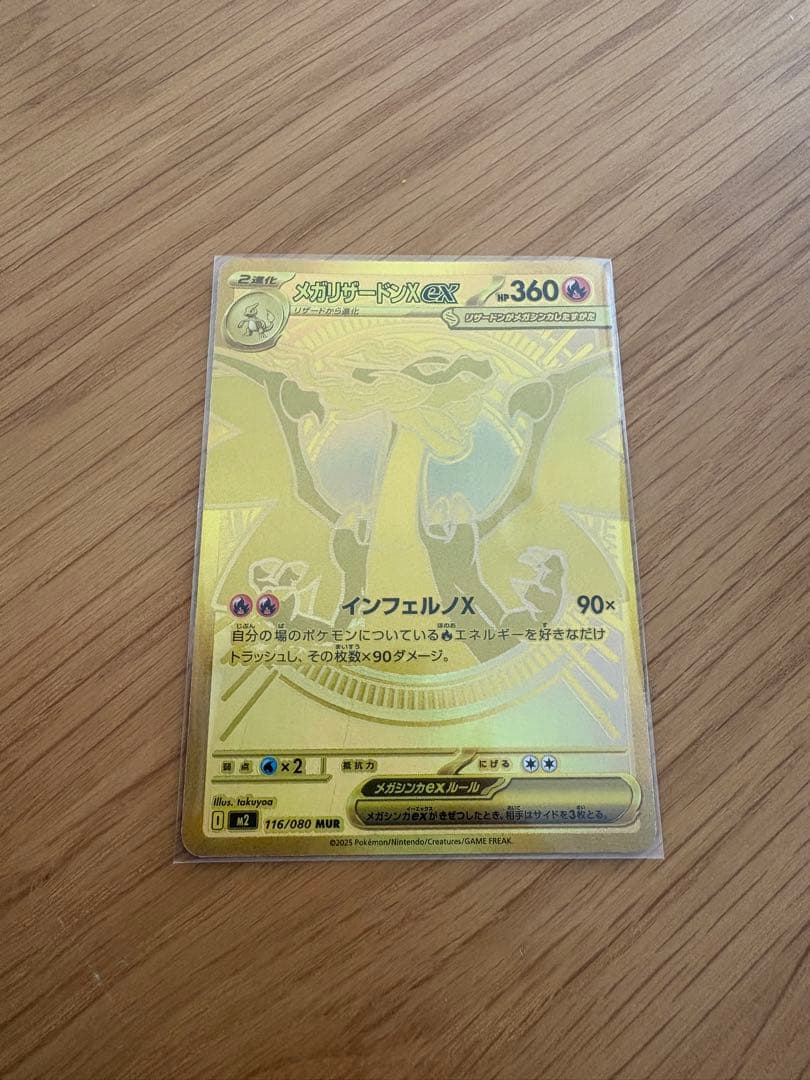 2進化
メガリザードンXex HP360
リザードから進化
リザードンがメガシンカしたすがた
インフェルノX 90×
自分の場のポケモンについているエネルギーを好きなだけ
トラッシュし、その枚数×90ダメージ。
弱点 ×2 抵抗力 にげる
メガシンカexルール
メガシンカexがきぜつしたとき、相手はサイドを3枚とる。
Illus. takuyoa
I M2 116/080 MUR
©2025 Pokémon/Nintendo/Creatures/GAME FREAK.